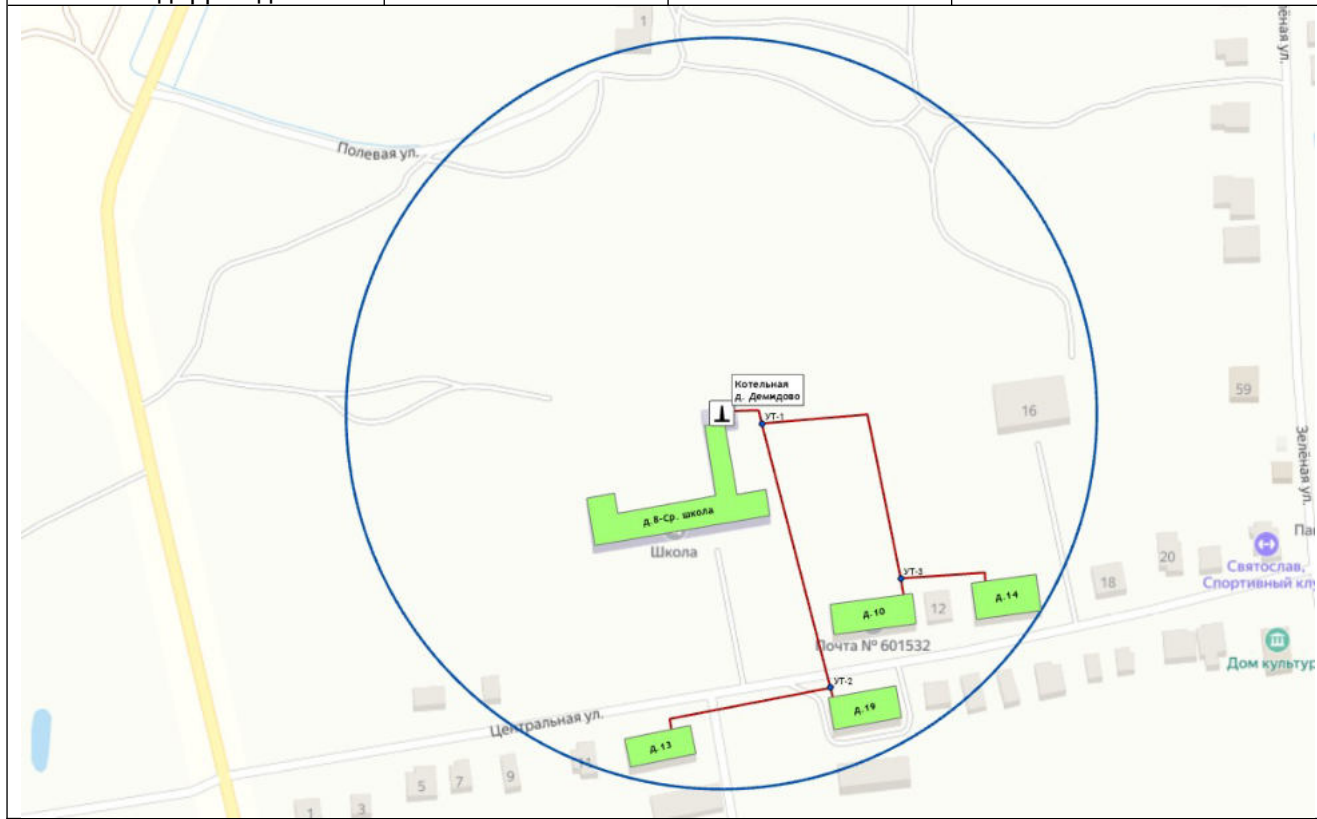 1
Зелёная ул.
Полевая ул.
Котельная
д. Демидово
УТ-1
16
59
Зелёная ул.
д.8-Ср. школа
Школа
УТ-3
20
Святослав,
Спортивный клу
18
д.14
12
д.10
Почта № 601532
Дом культур
УТ-2
д.19
Центральная ул.
д.13
11
9
7
5
3
1